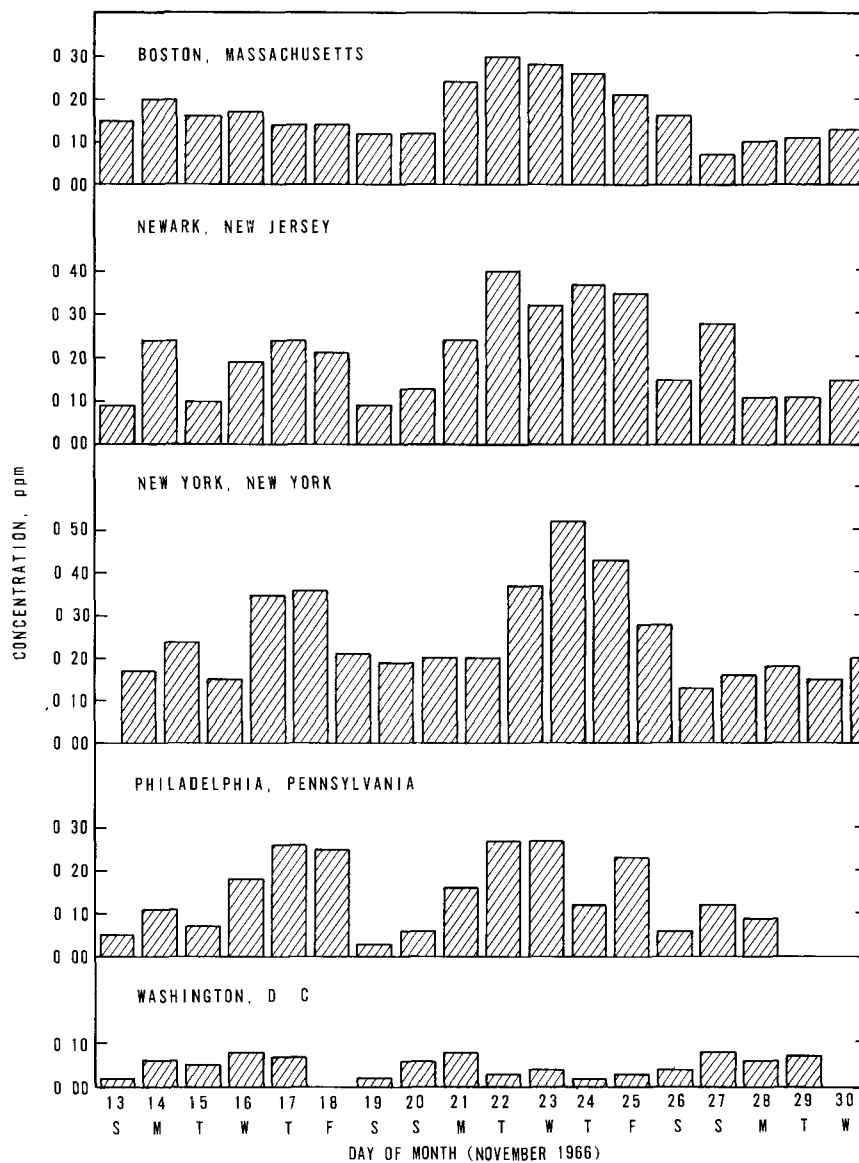 BOSTON, MASSACHUSETTS
0 30
0 20
0 10
0 00
NEWARK, NEW JERSEY
0 40
0 30
0 20
0 10
0 00
NEW YORK, NEW YORK
0 50
0 40
0 30
0 20
0 10
0 00
PHILADELPHIA, PENNSYLVANIA
0 30
0 20
0 10
0 00
WASHINGTON, D C
0 10
0 00
CONCENTRATION, ppm
13 14 15 16 17 18 19 20 21 22 23 24 25 26 27 28 29 30
S M T W T F S S M T W T F S S M T W
DAY OF MONTH (NOVEMBER 1966)